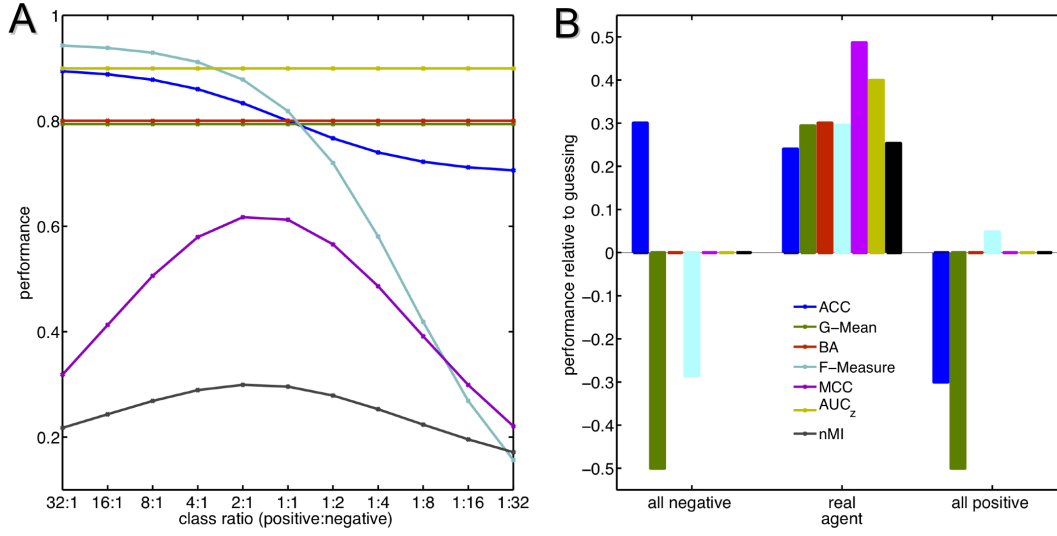 A
1
0.8
0.6
0.4
0.2
performance
32:1 16:1 8:1 4:1 2:1 1:1 1:2 1:4 1:8 1:16 1:32
class ratio (positive:negative)
B
0.5
0.4
0.3
0.2
0.1
0
−0.1
−0.2
−0.3
−0.4
−0.5
performance relative to guessing
ACC
G−Mean
BA
F−Measure
MCC
AUCz
nMI
all negative real all positive
agent